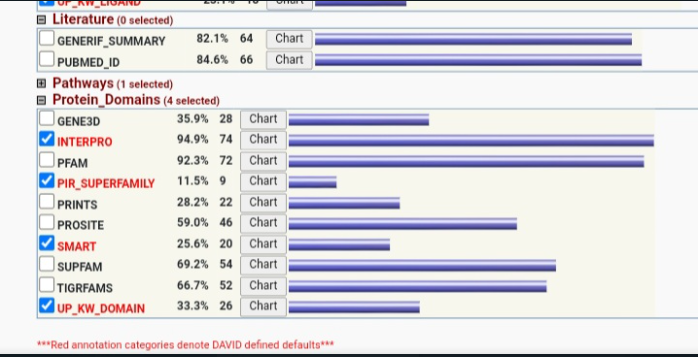 UP_KW_LIGAND Chart
Literature (0 selected)
GENERIF_SUMMARY 82.1% 64 Chart
PUBMED_ID 84.6% 66 Chart
Pathways (1 selected)
Protein_Domains (4 selected)
GENE3D 35.9% 28 Chart
INTERPRO 94.9% 74 Chart
PFAM 92.3% 72 Chart
PIR_SUPERFAMILY 11.5% 9 Chart
PRINTS 28.2% 22 Chart
PROSITE 59.0% 46 Chart
SMART 25.6% 20 Chart
SUPFAM 69.2% 54 Chart
TIGRFAMS 66.7% 52 Chart
UP_KW_DOMAIN 33.3% 26 Chart
***Red annotation categories denote DAVID defined defaults***